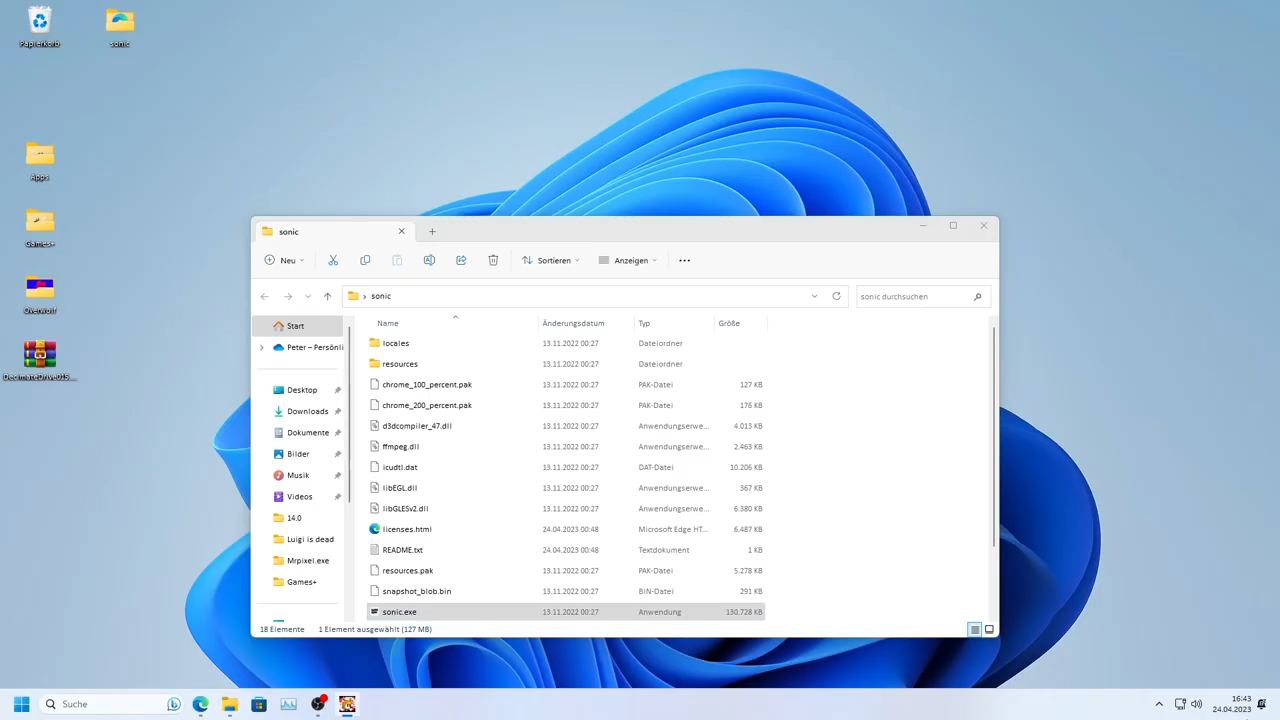 Papierkorb
sonic
Apps
Games+
Overwolf
DecimateDrive015...
sonic
Neu
Sortieren
Anzeigen
sonic
sonic durchsuchen
Start
Peter – Persönli
Desktop
Downloads
Dokumente
Bilder
Musik
Videos
14.0
Luigi is dead
Mrpixel.exe
Games+
Name Änderungsdatum Typ Größe
locales 13.11.2022 00:27 Dateiordner
resources 13.11.2022 00:27 Dateiordner
chrome_100_percent.pak 13.11.2022 00:27 PAK-Datei 127 KB
chrome_200_percent.pak 13.11.2022 00:27 PAK-Datei 176 KB
d3dcompiler_47.dll 13.11.2022 00:27 Anwendungserwe... 4.013 KB
ffmpeg.dll 13.11.2022 00:27 Anwendungserwe... 2.463 KB
icudtl.dat 13.11.2022 00:27 DAT-Datei 10.206 KB
libEGL.dll 13.11.2022 00:27 Anwendungserwe... 367 KB
libGLESv2.dll 13.11.2022 00:27 Anwendungserwe... 6.380 KB
licenses.html 24.04.2023 00:48 Microsoft Edge HT... 6.487 KB
README.txt 24.04.2023 00:48 Textdokument 1 KB
resources.pak 13.11.2022 00:27 PAK-Datei 5.278 KB
snapshot_blob.bin 13.11.2022 00:27 BIN-Datei 291 KB
sonic.exe 13.11.2022 00:27 Anwendung 130.728 KB
18 Elemente 1 Element ausgewählt (127 MB)
Suche
16:43
24.04.2023